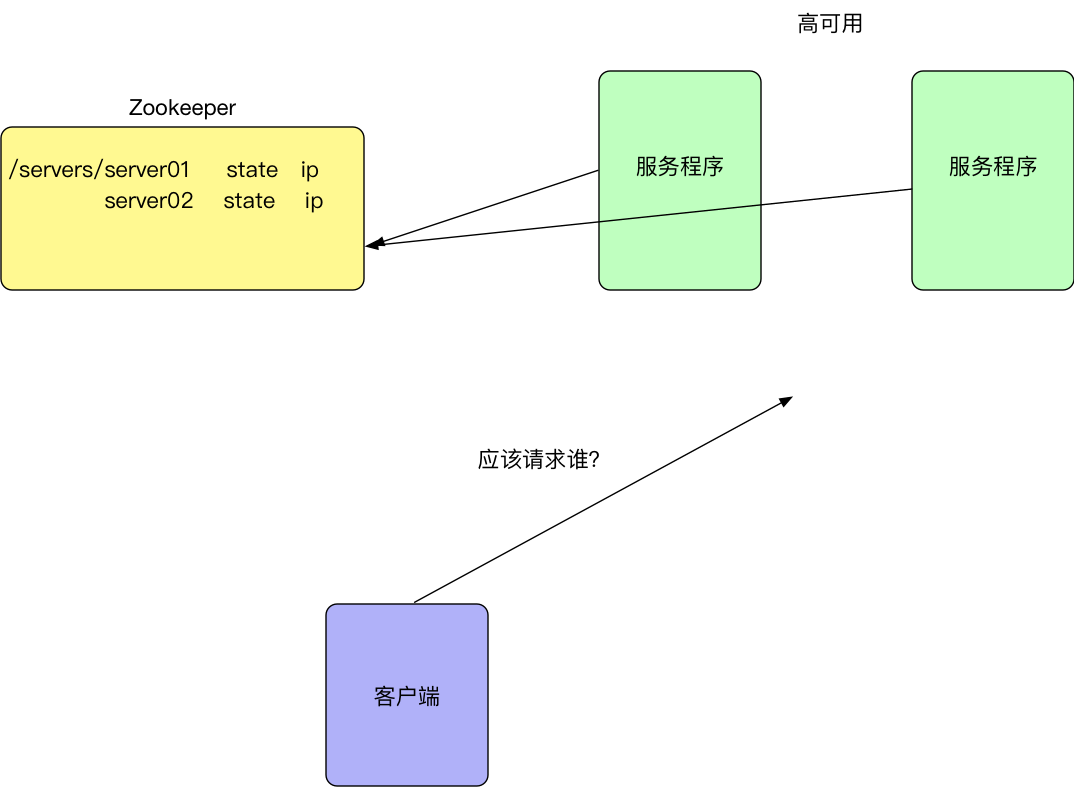 高可用
Zookeeper
/servers/server01 state ip
server02 state ip
服务程序
服务程序
应该请求谁?
客户端